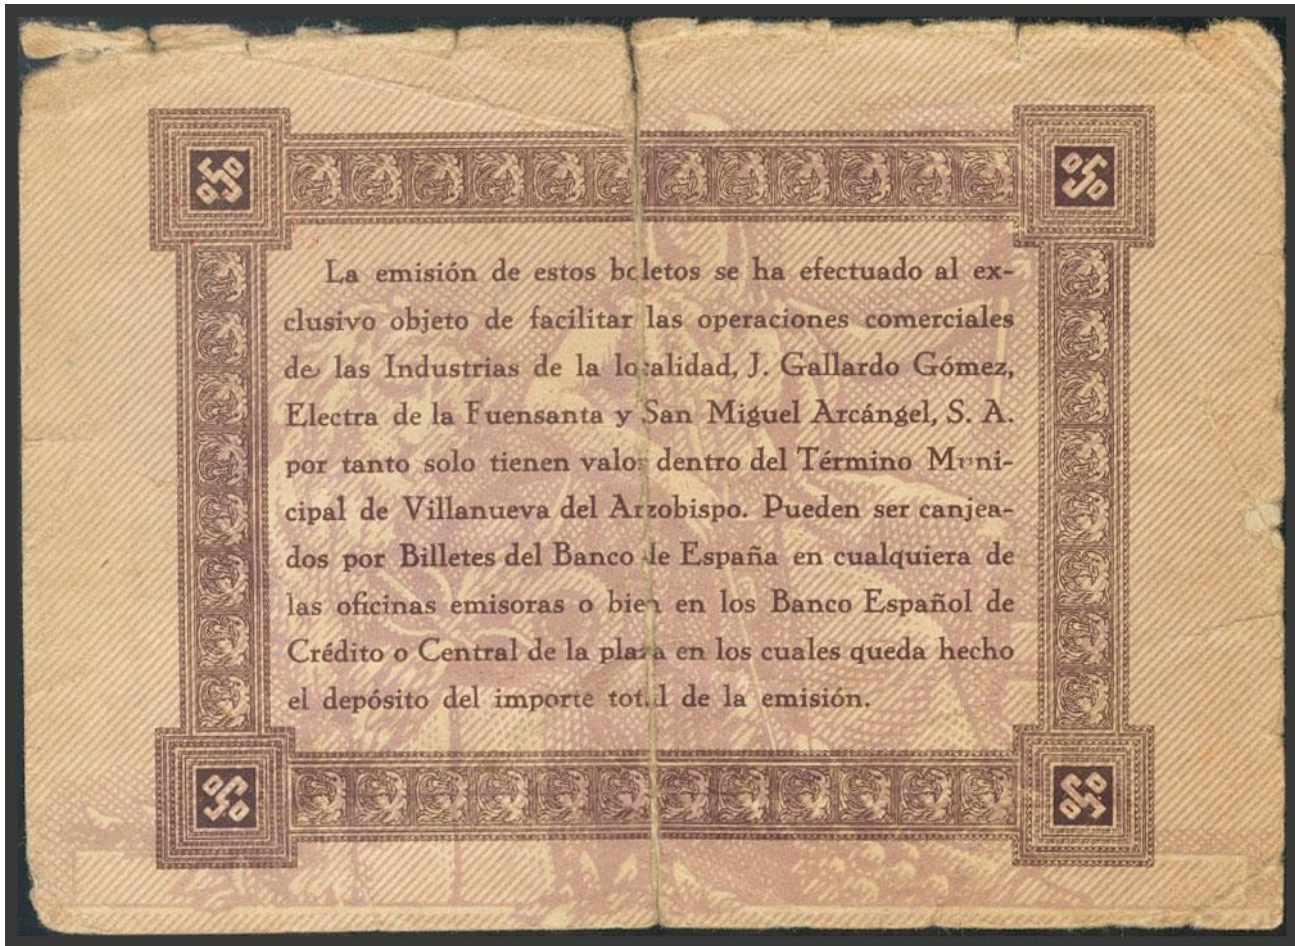 La emisión de estos boletos se ha efectuado al ex-
clusivo objeto de facilitar las operaciones comerciales
de las Industrias de la localidad, J. Gallardo Gómez,
Electra de la Fuensanta y San Miguel Arcángel, S. A.
por tanto solo tienen valor dentro del Término Muni-
cipal de Villanueva del Arzobispo. Pueden ser canjea-
dos por Billetes del Banco de España en cualquiera de
las oficinas emisoras o bien en los Banco Español de
Crédito o Central de la plaza en los cuales queda hecho
el depósito del importe total de la emisión.